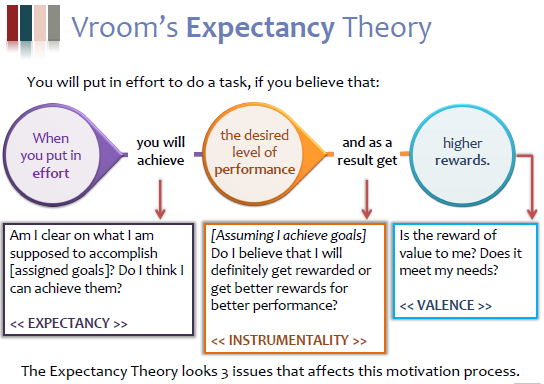 Vroom's Expectancy Theory
You will put in effort to do a task, if you believe that:
When
you put in
effort
you will
achieve
the desired
level of
performance
and as a
result get
higher
rewards.
Am I clear on what I am
supposed to accomplish
[assigned goals]? Do I think I
can achieve them?
<< EXPECTANCY >>
[Assuming I achieve goals]
Do I believe that I will
definitely get rewarded or
get better rewards for
better performance?
<< INSTRUMENTALITY >>
Is the reward of
value to me? Does it
meet my needs?
<< VALENCE >>
The Expectancy Theory looks 3 issues that affects this motivation process.